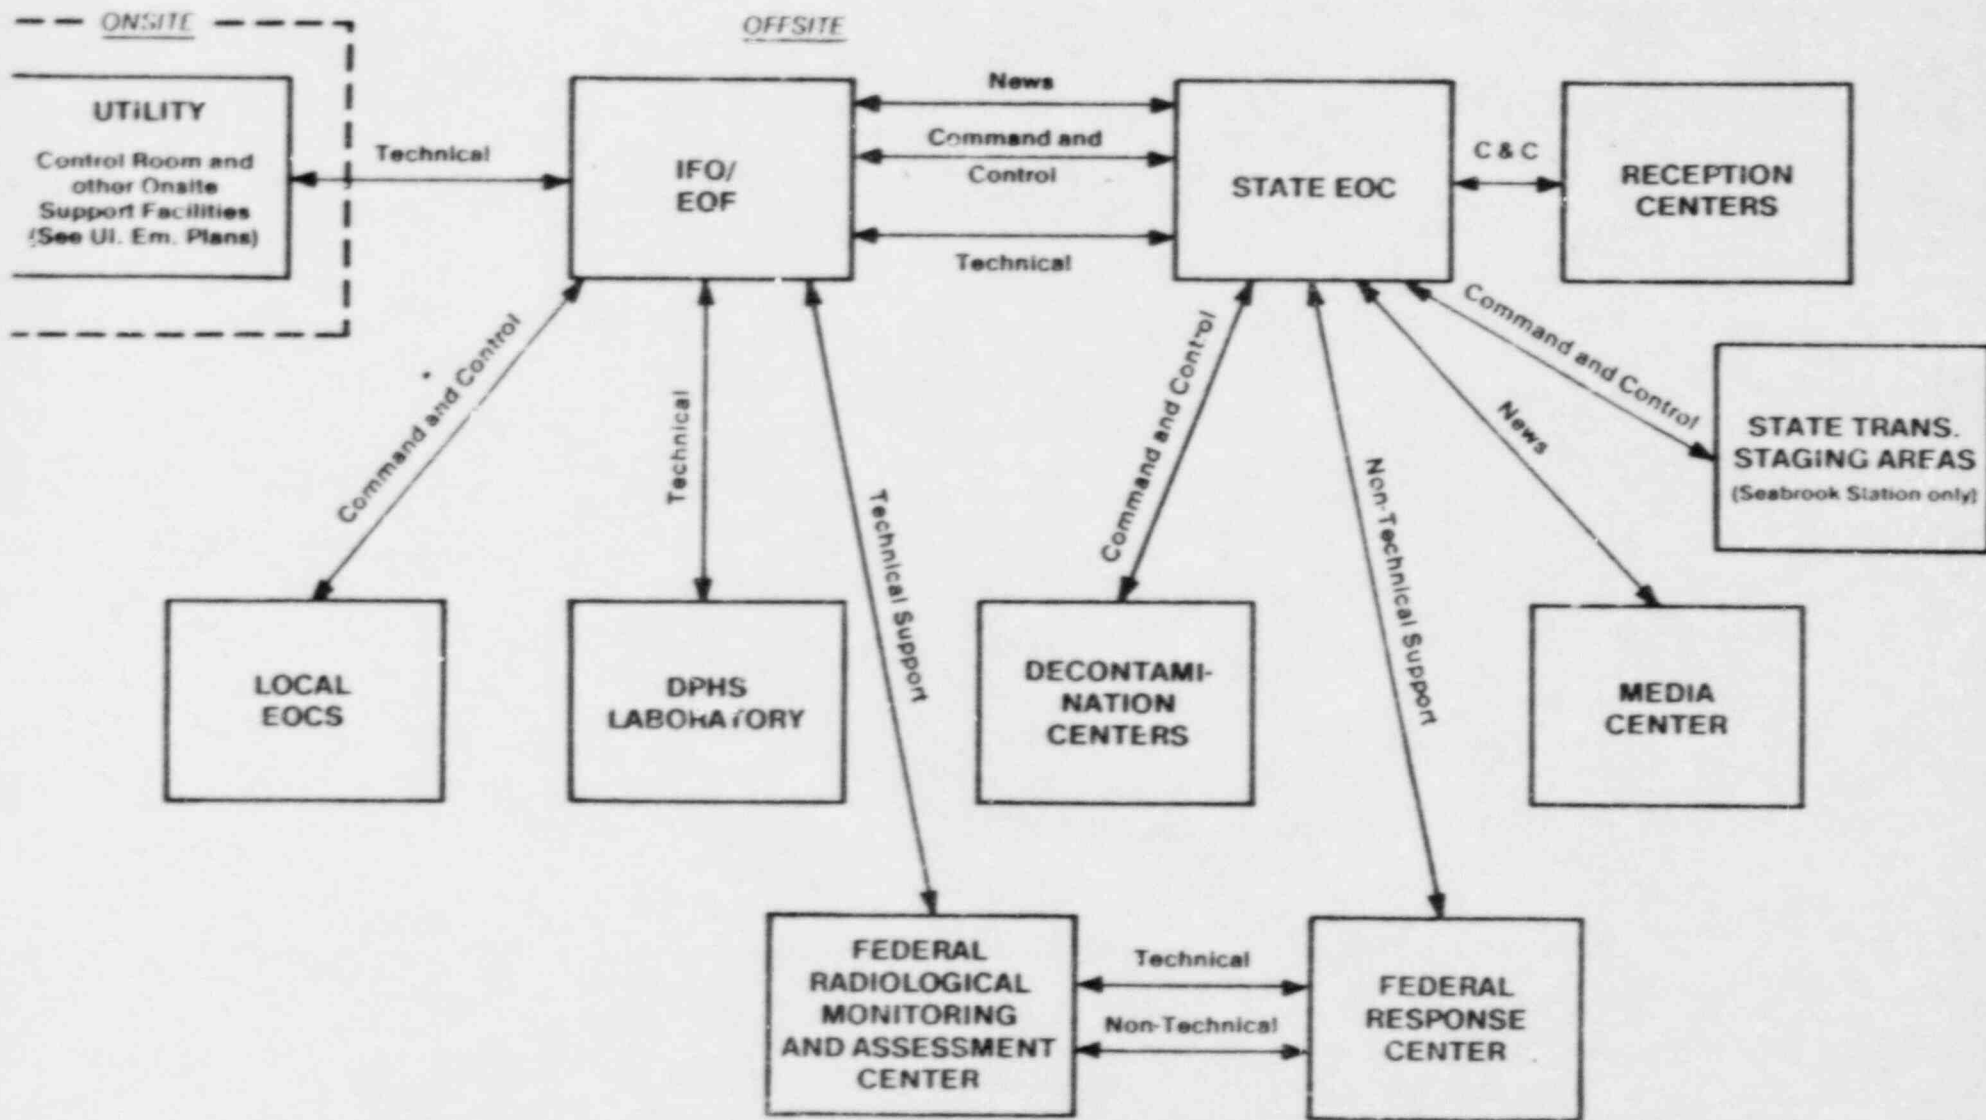 ONSITE
OFFSITE
UTILITY
Control Room and
other Onsite
Support Facilities
(See Ul. Em. Plans)
Technical
IFO/
EOF
News
Command and
Control
Technical
STATE EOC
C & C
RECEPTION
CENTERS
Command and Control
Technical
Technical Support
Command and Control
Non-Technical Support
News
Command and Control
STATE TRANS.
STAGING AREAS
(Seabrook Station only)
LOCAL
EOCS
DPHS
LABORATORY
DECONTAMI-
NATION
CENTERS
MEDIA
CENTER
FEDERAL
RADIOLOGICAL
MONITORING
AND ASSESSMENT
CENTER
Technical
Non-Technical
FEDERAL
RESPONSE
CENTER